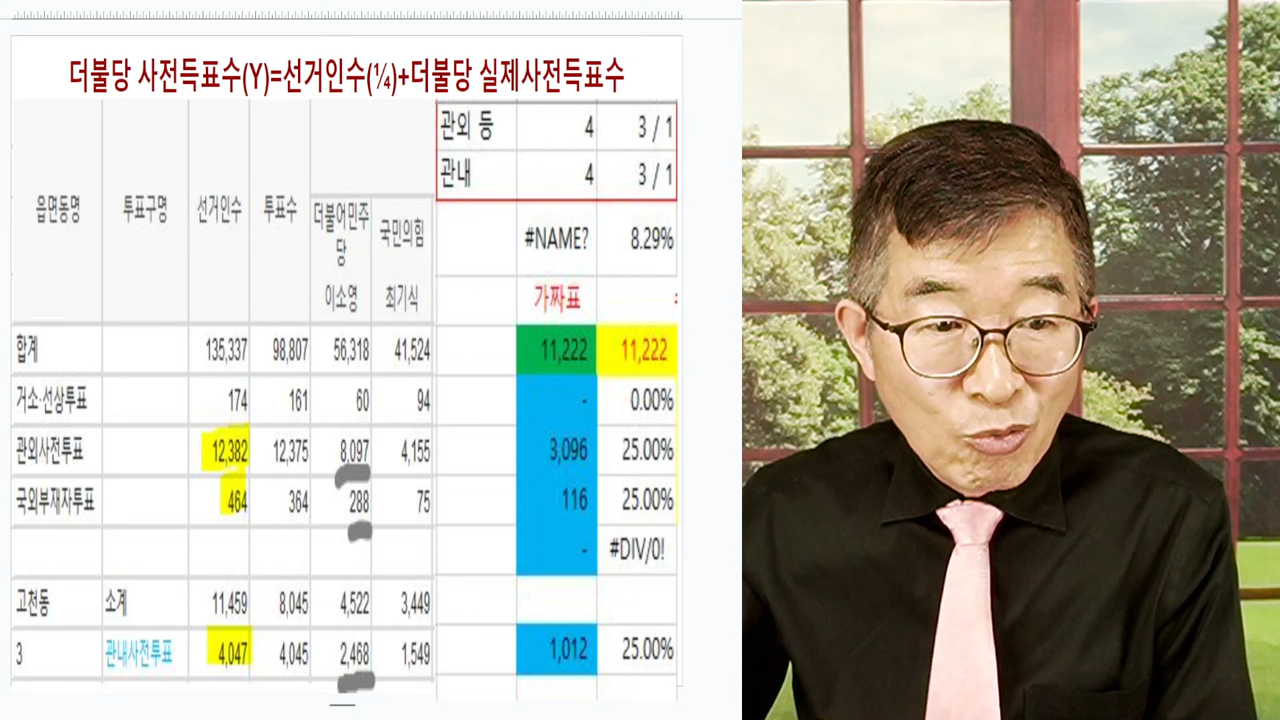 더불당 사전득표수(Y)=선거인수(¼)+더불당 실제사전득표수
관외 등 4 3 / 1
관내 4 3 / 1
읍면동명 투표구명 선거인수 투표수 더불어민주당 이소영 국민의힘 최기식
#NAME? 8.29%
가짜표
합계 135,337 98,807 56,318 41,524 11,222 11,222
거소·선상투표 174 161 60 94 - 0.00%
관외사전투표 12,382 12,375 8,097 4,155 3,096 25.00%
국외부재자투표 464 364 288 75 116 25.00%
- #DIV/0!
고천동 소계 11,459 8,045 4,522 3,449
3 관내사전투표 4,047 4,045 2,468 1,549 1,012 25.00%